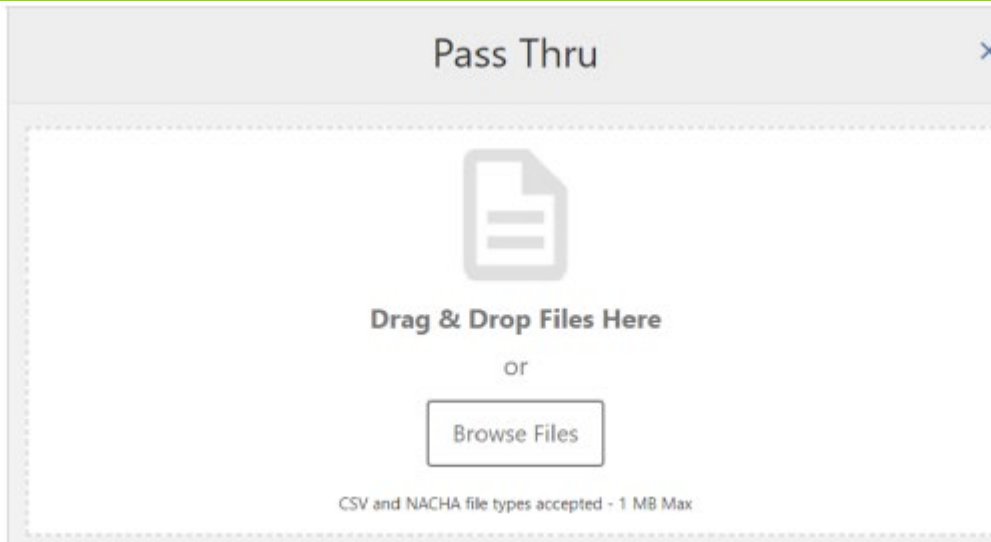 Pass Thru
Drag & Drop Files Here
or
Browse Files
CSV and NACHA file types accepted - 1 MB Max